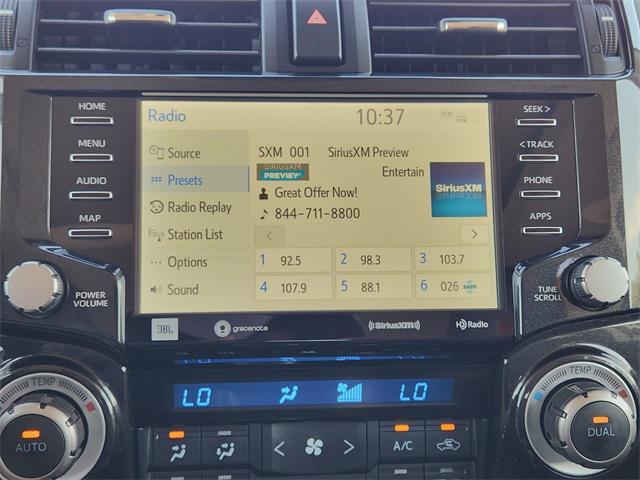 HOME
MENU
AUDIO
MAP
POWER
VOLUME
Radio
10:37
Source
Presets
Radio Replay
Station List
Options
Sound
SXM 001 SiriusXM Preview
SIRIUSXM
PREVIEW
Entertain
Great Offer Now!
844-711-8800
SiriusXM
1 92.5
2 98.3
3 103.7
4 107.9
5 88.1
6 026 SXM
SEEK >
< TRACK
PHONE
APPS
TUNE
SCROLL
JBL
gracenote
((SiriusXM))
HD Radio
LO
LO
TEMP
AUTO
A/C
TEMP
DUAL